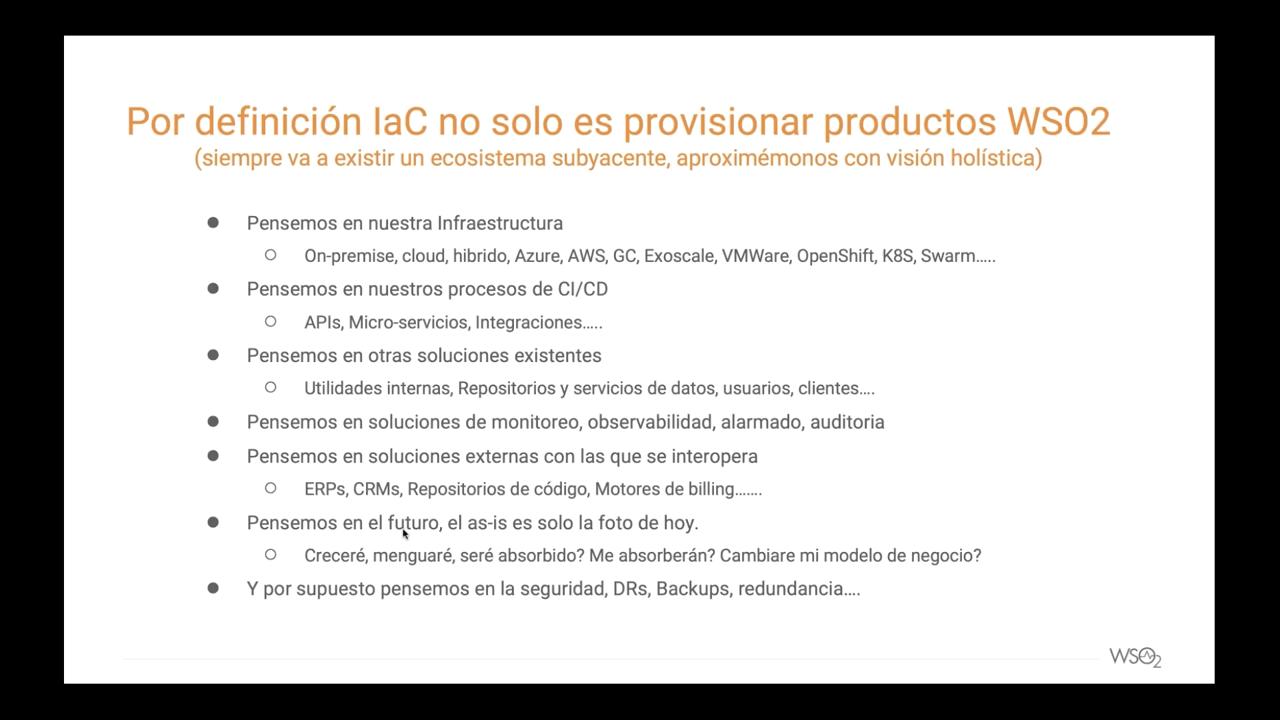 Por definición IaC no solo es provisionar productos WSO2
(siempre va a existir un ecosistema subyacente, aproximémonos con visión holística)
● Pensemos en nuestra Infraestructura
○ On-premise, cloud, hibrido, Azure, AWS, GC, Exoscale, VMWare, OpenShift, K8S, Swarm.....
● Pensemos en nuestros procesos de CI/CD
○ APIs, Micro-servicios, Integraciones.....
● Pensemos en otras soluciones existentes
○ Utilidades internas, Repositorios y servicios de datos, usuarios, clientes....
● Pensemos en soluciones de monitoreo, observabilidad, alarmado, auditoria
● Pensemos en soluciones externas con las que se interopera
○ ERPs, CRMs, Repositorios de código, Motores de billing.......
● Pensemos en el futuro, el as-is es solo la foto de hoy.
○ Creceré, menguaré, seré absorbido? Me absorberán? Cambiare mi modelo de negocio?
● Y por supuesto pensemos en la seguridad, DRs, Backups, redundancia....
WSO2